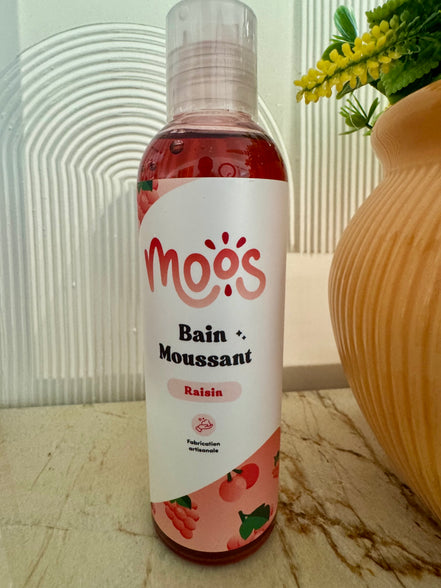 moos
Bain
Moussant
Raisin
Fabrication
artisanale